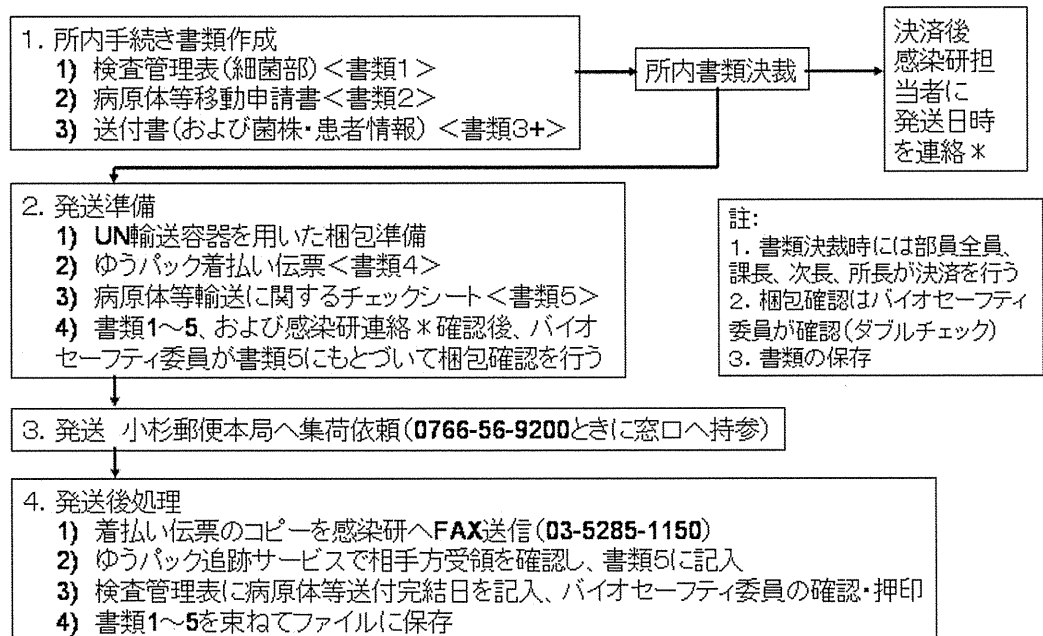 1. 所内手続き書類作成
1) 検査管理表(細菌部)<書類1>
2) 病原体等移動申請書<書類2>
3) 送付書(および菌株・患者情報) <書類3+>
所内書類決裁
決済後
感染研担
当者に
発送日時
を連絡*
2. 発送準備
1) UN輸送容器を用いた梱包準備
2) ゆうパック着払い伝票<書類4>
3) 病原体等輸送に関するチェックシート<書類5>
4) 書類1~5、および感染研連絡*確認後、バイオ
セーフティ委員が書類5にもとづいて梱包確認を行う
註:
1. 書類決裁時には部員全員、
課長、次長、所長が決済を行う
2. 梱包確認はバイオセーフティ
委員が確認(ダブルチェック)
3. 書類の保存
3. 発送 小杉郵便本局へ集荷依頼(0766-56-9200ときに窓口へ持参)
4. 発送後処理
1) 着払い伝票のコピーを感染研へFAX送信(03-5285-1150)
2) ゆうパック追跡サービスで相手方受領を確認し、書類5に記入
3) 検査管理表に病原体等送付完結日を記入、バイオセーフティ委員の確認・押印
4) 書類1~5を束ねてファイルに保存